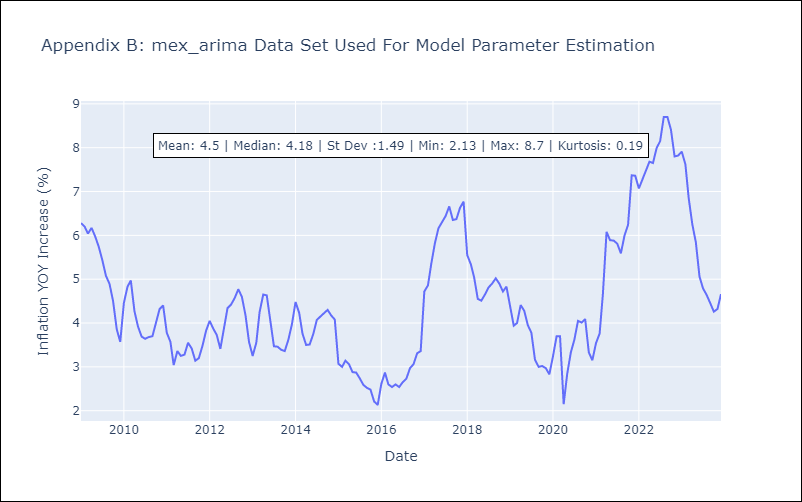 Appendix B: mex_arima Data Set Used For Model Parameter Estimation
9
Mean: 4.5 | Median: 4.18 | St Dev :1.49 | Min: 2.13 | Max: 8.7 | Kurtosis: 0.19
8
7
6
5
4
3
2
Inflation YOY Increase (%)
2010 2012 2014 2016 2018 2020 2022
Date